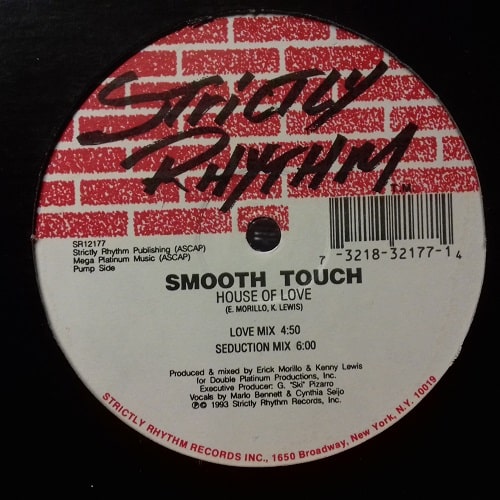 STRICTLY
RHYTHM
T.M.
SR12177
Strictly Rhythm Publishing (ASCAP)
Mega Platinum Music (ASCAP)
Pump Side
7 -3218-32177-1 4
SMOOTH TOUCH
HOUSE OF LOVE
(E. MORILLO, K. LEWIS)
LOVE MIX 4:50
SEDUCTION MIX 6:00
Produced & mixed by Erick Morillo & Kenny Lewis
for Double Platinum Productions, Inc.
Executive Producer: G. "Ski" Pizarro
Vocals by Marlo Bennett & Cynthia Seijo
℗© 1993 Strictly Rhythm Records, Inc.
STRICTLY RHYTHM RECORDS INC., 1650 Broadway, New York, N.Y. 10019